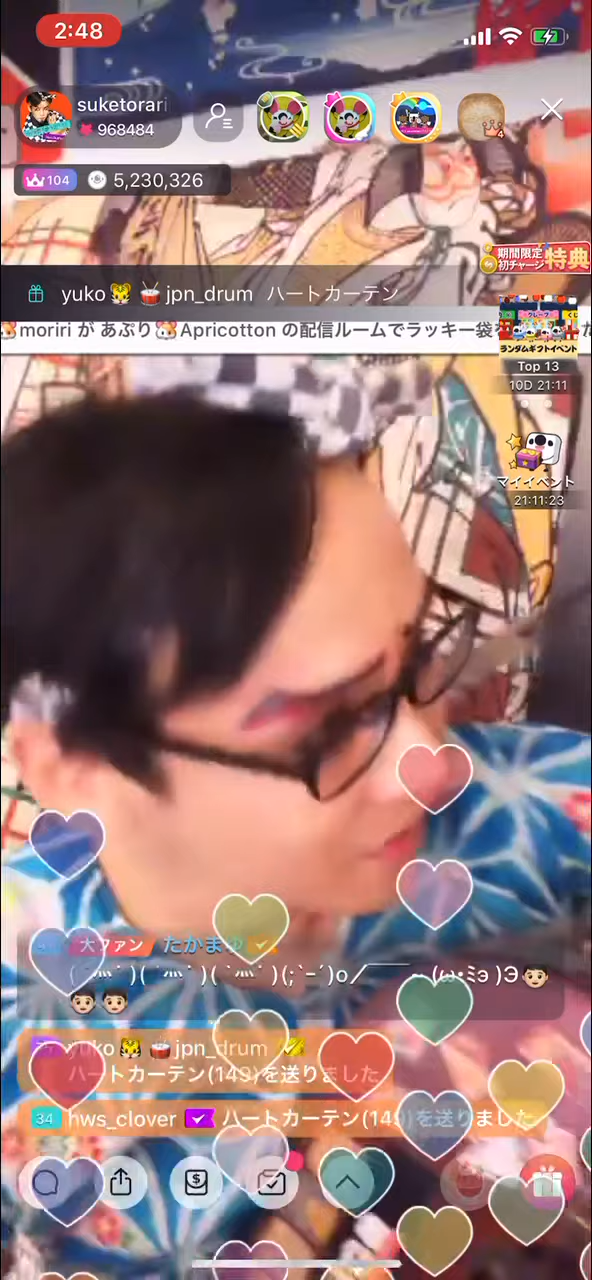 2:48
suketorari
968484
4
104
5,230,326
期間限定
初チャージ
特典
yuko🐯🥁jpn_drum ハートカーテン
moriri が あぷり🐹Apricotton の配信ルームでラッキー袋を
ランダムギフトイベント
Top 13
10D 21:11
マイイベント
21:11:23
大ファン たかまゆ
yuko🐯🥁jpn_drum
ハートカーテン(149)を送りました
34 hws_clover ハートカーテン(149)を送りました